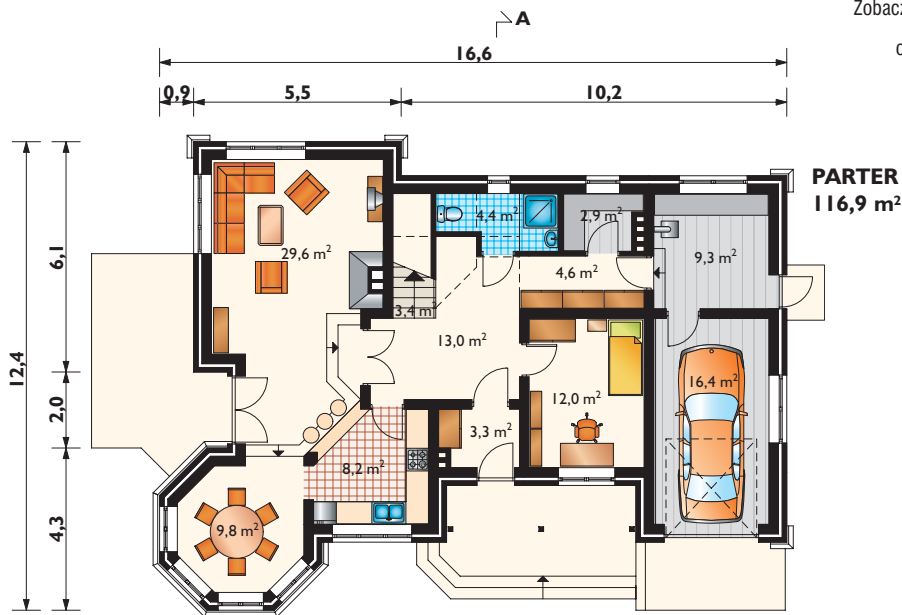 Zobacz
c
A
16,6
0,9
5,5
10,2
PARTER
116,9 m²
12,4
6,1
2,0
4,3
29,6 m²
4,4 m²
2,9 m²
9,3 m²
4,6 m²
3,4 m²
13,0 m²
12,0 m²
16,4 m²
3,3 m²
8,2 m²
9,8 m²